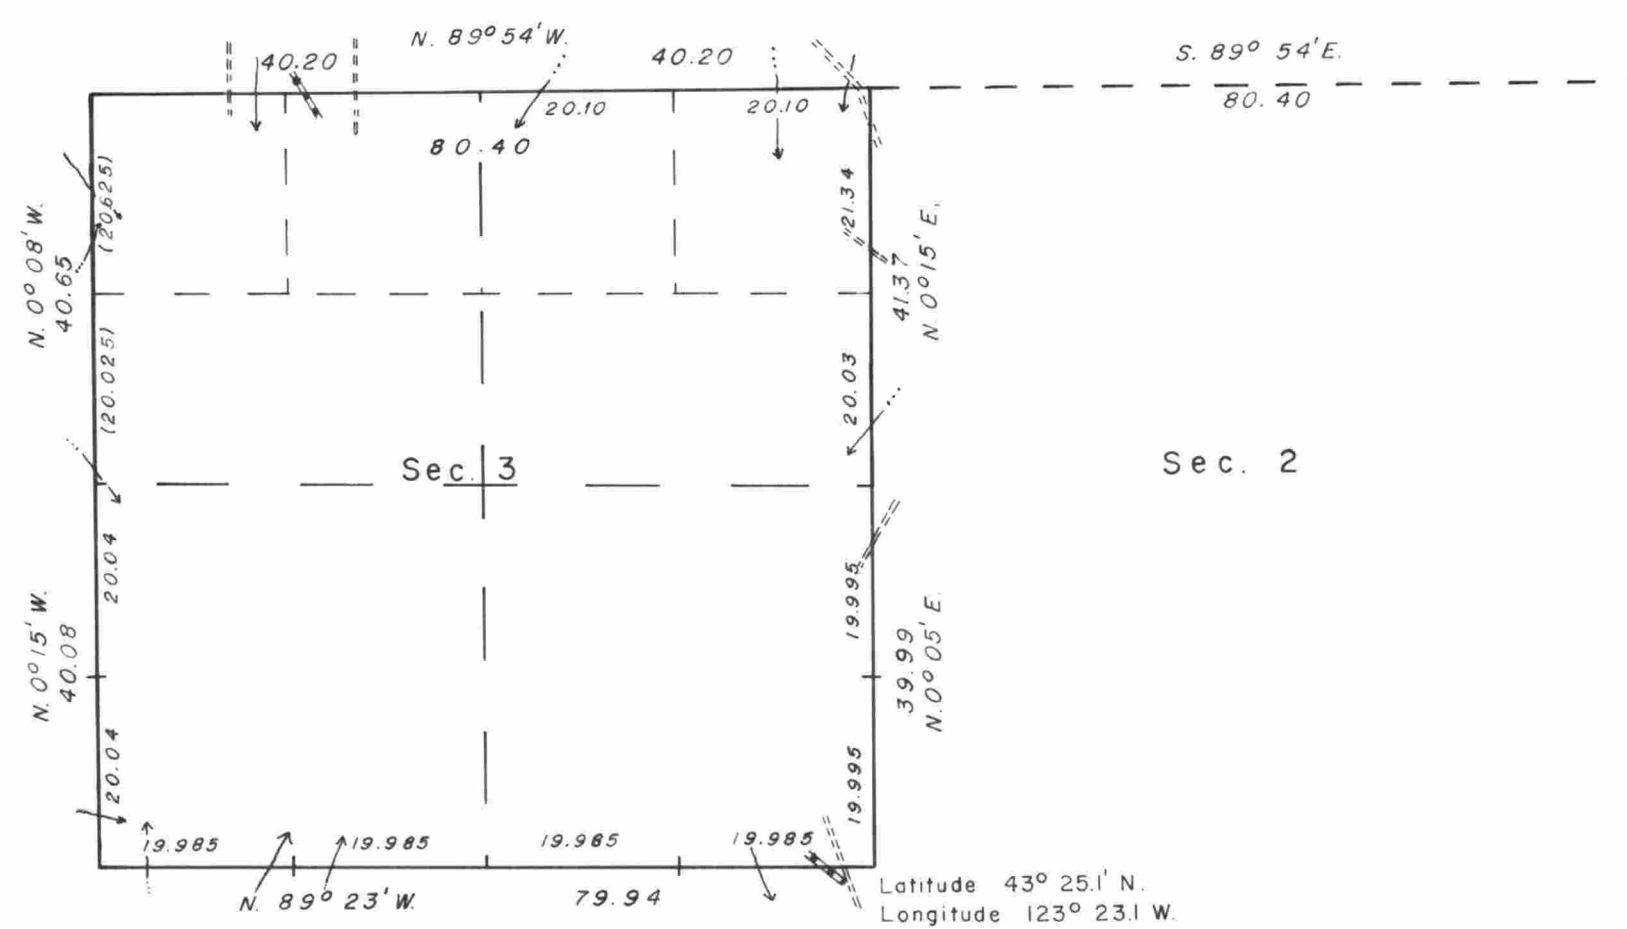 N. 89° 54' W.
40.20
40.20
S. 89° 54' E.
80.40
20.10
20.10
80.40
(20.625)
21.34
N. 0° 08' W.
40.65
41.37
N. 0° 15' E.
(20.025)
20.03
Sec. 3
Sec. 2
20.04
19.995
N. 0° 15' W.
40.08
39.99
N. 0° 05' E.
20.04
19.995
19.985
19.985
19.985
19.985
N. 89° 23' W.
79.94
Latitude 43° 25.1' N.
Longitude 123° 23.1 W.